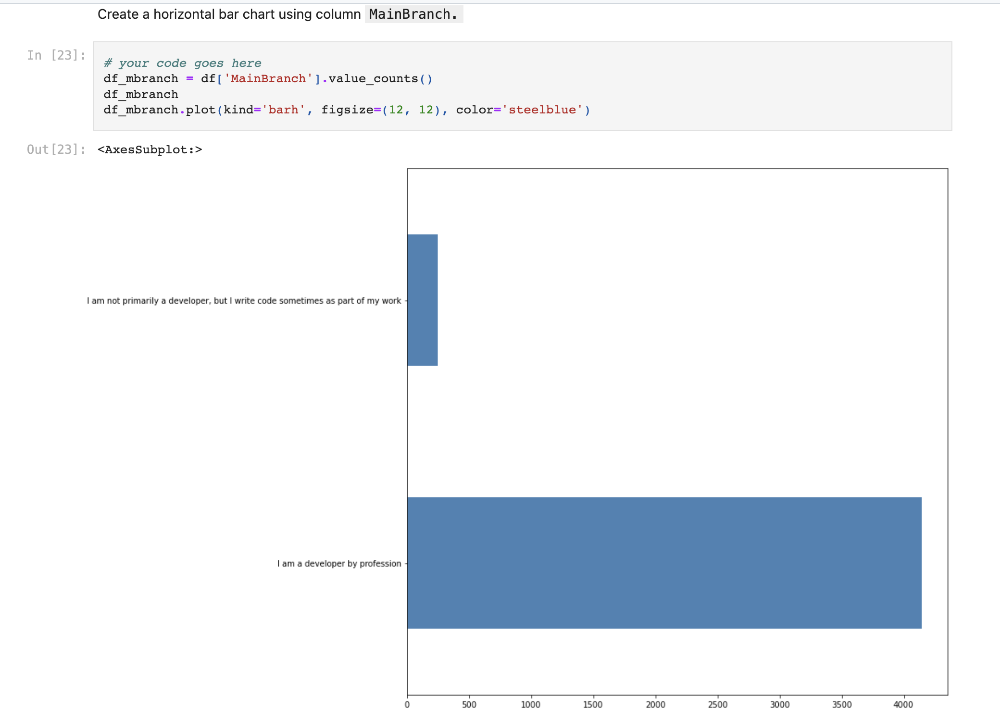 Create a horizontal bar chart using column MainBranch.
In [23]:
# your code goes here
df_mbranch = df['MainBranch'].value_counts()
df_mbranch
df_mbranch.plot(kind='barh', figsize=(12, 12), color='steelblue')
Out[23]: <AxesSubplot:>
I am not primarily a developer, but I write code sometimes as part of my work
I am a developer by profession
0 500 1000 1500 2000 2500 3000 3500 4000